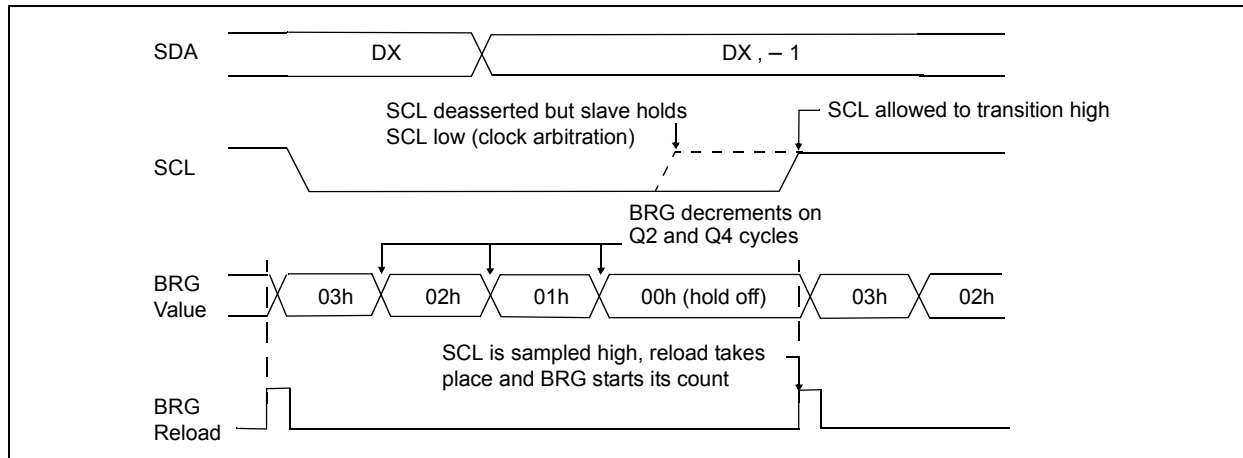 SDA
DX
DX , – 1
SCL deasserted but slave holds
SCL low (clock arbitration)
SCL allowed to transition high
SCL
BRG decrements on
Q2 and Q4 cycles
BRG
Value
03h
02h
01h
00h (hold off)
03h
02h
SCL is sampled high, reload takes
place and BRG starts its count
BRG
Reload